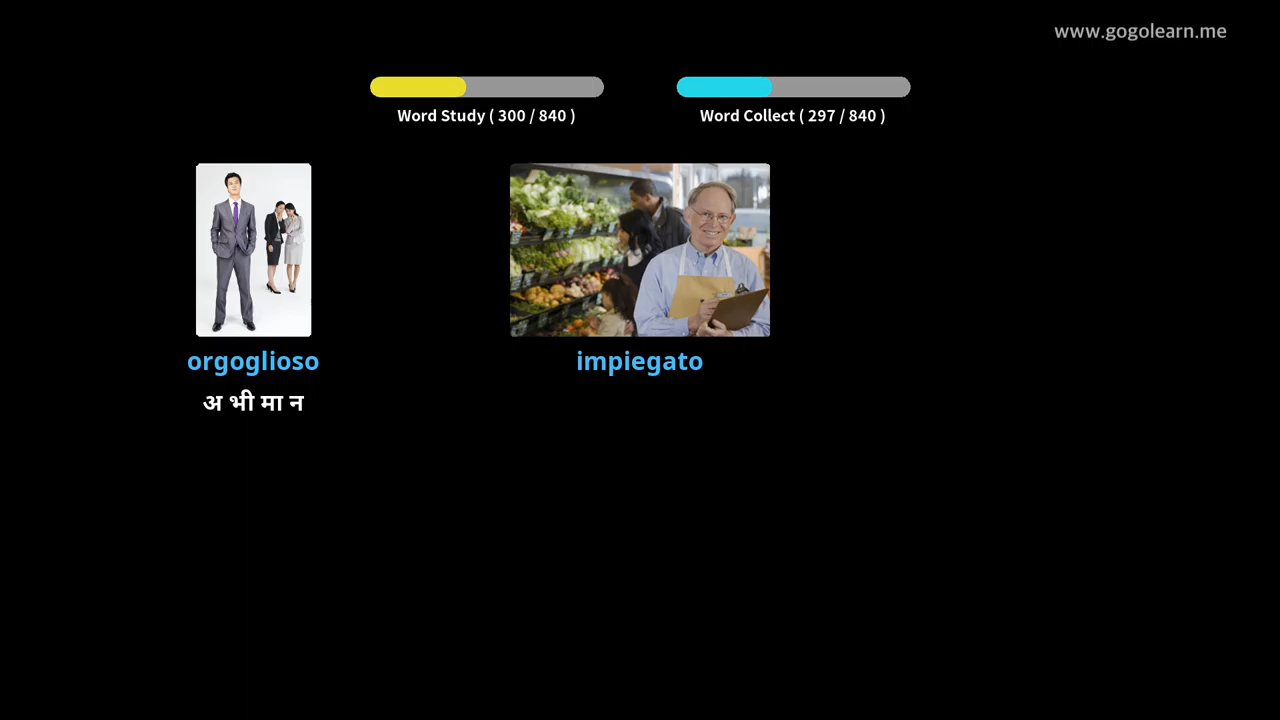 www.gogolearn.me
Word Study ( 300 / 840 )
Word Collect ( 297 / 840 )
orgoglioso
impiegato
अ भी मा न